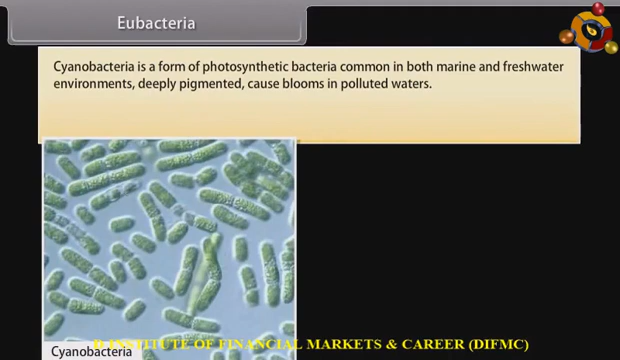 Eubacteria
Cyanobacteria is a form of photosynthetic bacteria common in both marine and freshwater
environments, deeply pigmented, cause blooms in polluted waters.
INSTITUTE OF FINANCIAL MARKETS & CAREER (DIFMC)
Cyanobacteria